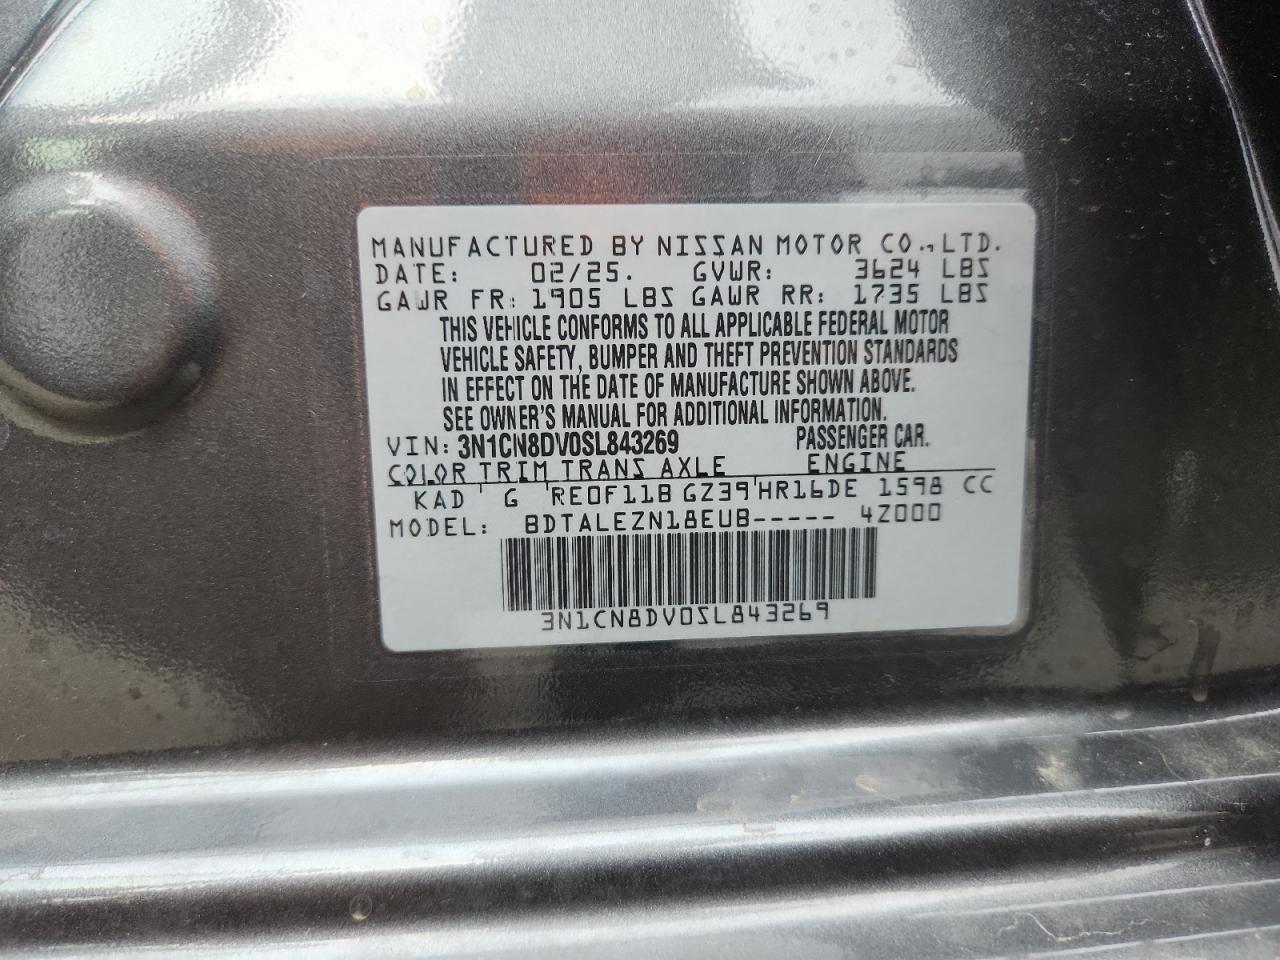 MANUFACTURED BY NISSAN MOTOR CO., LTD.
DATE: 02/25. GVWR: 3624 LBS
GAWR FR: 1905 LBS GAWR RR: 1735 LBS
THIS VEHICLE CONFORMS TO ALL APPLICABLE FEDERAL MOTOR
VEHICLE SAFETY, BUMPER AND THEFT PREVENTION STANDARDS
IN EFFECT ON THE DATE OF MANUFACTURE SHOWN ABOVE.
SEE OWNER'S MANUAL FOR ADDITIONAL INFORMATION.
VIN: 3N1CN8DV0SL843269 PASSENGER CAR.
COLOR TRIM TRANS AXLE ENGINE
KAD G RE0F11B GZ39 HR16DE 1598 CC
MODEL: BDTALEZN18EUB----- 4Z000
3N1CN8DV0SL843269